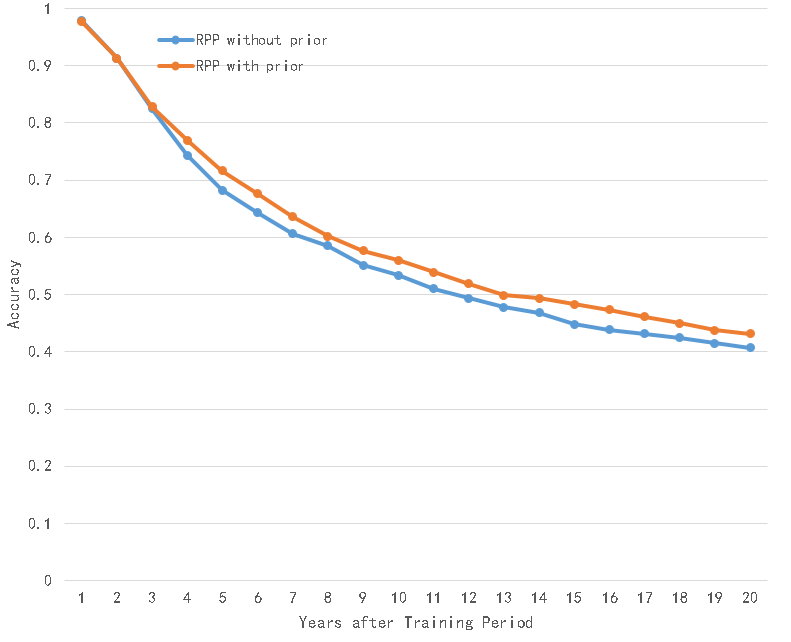 RPP without prior
RPP with prior
Accuracy
1
0.9
0.8
0.7
0.6
0.5
0.4
0.3
0.2
0.1
0
1 2 3 4 5 6 7 8 9 10 11 12 13 14 15 16 17 18 19 20
Years after Training Period